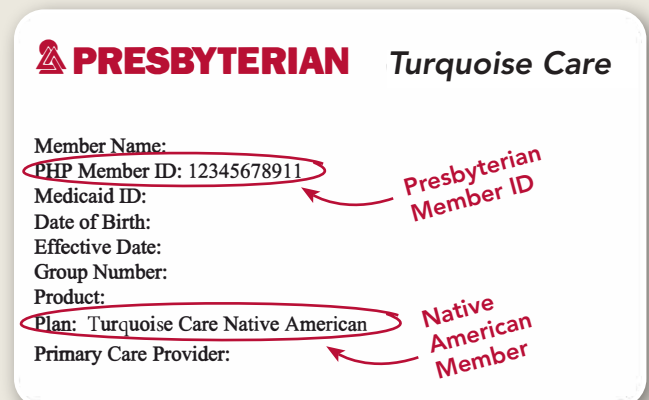 PRESBYTERIAN Turquoise Care
Member Name:
PHP Member ID: 12345678911
Presbyterian
Member ID
Medicaid ID:
Date of Birth:
Effective Date:
Group Number:
Product:
Plan: Turquoise Care Native American
Native
American
Member
Primary Care Provider: